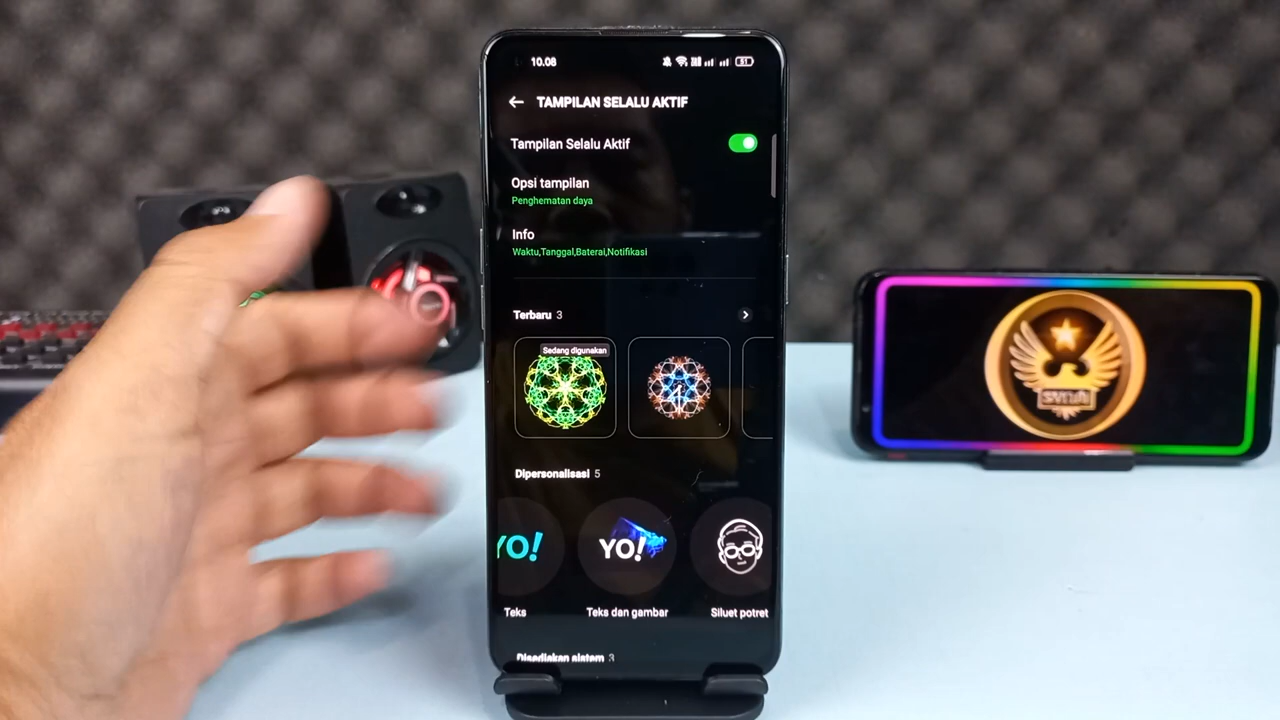 10.08
51
TAMPILAN SELALU AKTIF
Tampilan Selalu Aktif
Opsi tampilan
Penghematan daya
Info
Waktu,Tanggal,Baterai,Notifikasi
Terbaru 3
Sedang digunakan
Dipersonalisasi 5
YO!
YO!
Teks
Teks dan gambar
Siluet potret
Disediakan sistem 3